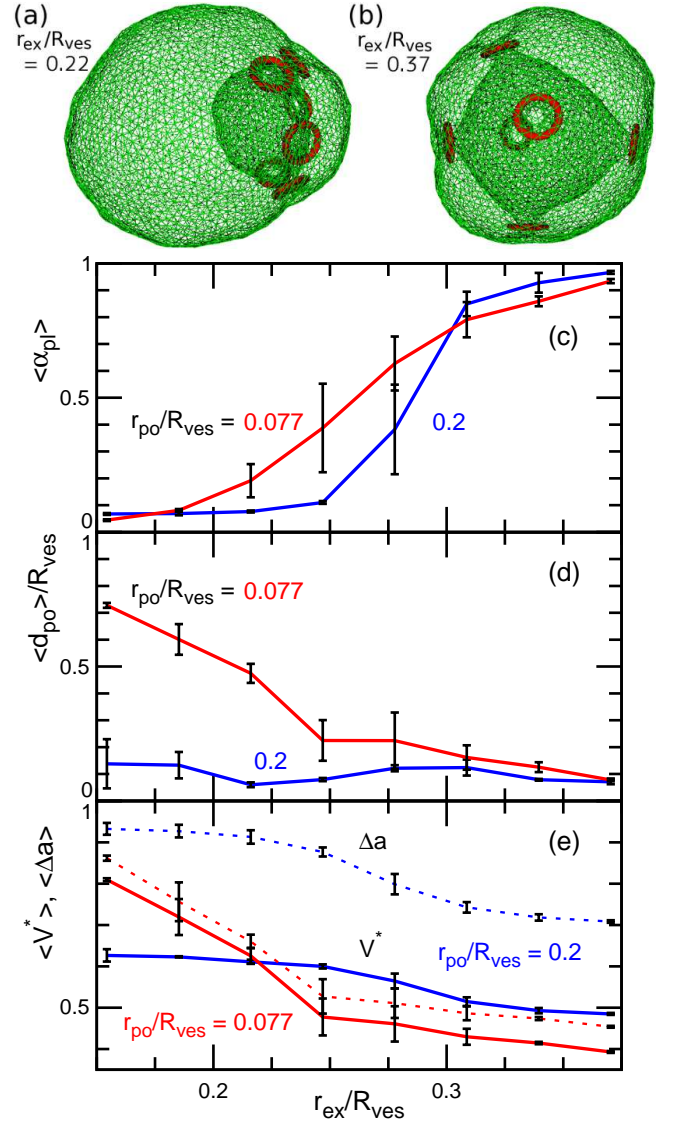 (a)
r_ex/R_ves
= 0.22
(b)
r_ex/R_ves
= 0.37
1
(c)
<α_pl>
0.5
r_po/R_ves = 0.077
0.2
0
1
(d)
<d_po>/R_ves
r_po/R_ves = 0.077
0.5
0.2
0
(e)
Δa
<V*>, <Δa>
V*
r_po/R_ves = 0.2
0.5
r_po/R_ves = 0.077
0.2 0.3
r_ex/R_ves